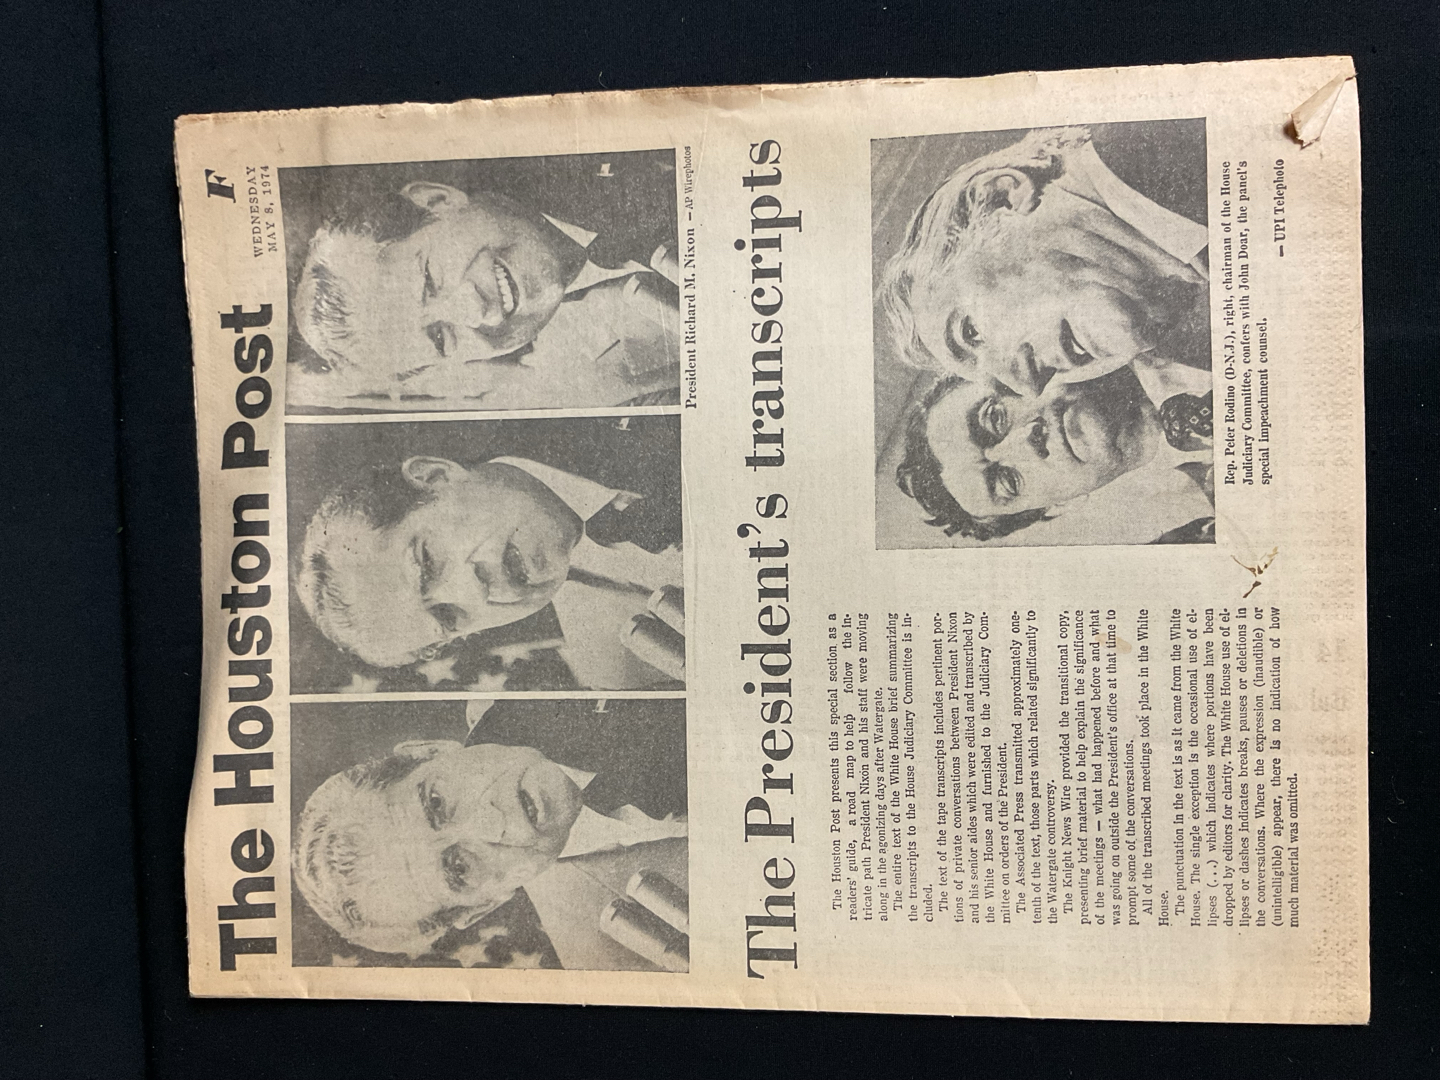 The Houston Post
F
WEDNESDAY
MAY 8, 1974
President Richard M. Nixon — AP Wirephotos
The President's transcripts
The Houston Post presents this special section as a
readers' guide, a road map to help follow the in-
tricate path President Nixon and his staff were moving
along in the agonizing days after Watergate.
The entire text of the White House brief summarizing
the transcripts to the House Judiciary Committee is in-
cluded.
The text of the tape transcripts includes pertinent por-
tions of private conversations between President Nixon
and his senior aides which were edited and transcribed by
the White House and furnished to the Judiciary Com-
mittee on orders of the President.
The Associated Press transmitted approximately one-
tenth of the text, those parts which related significantly to
the Watergate controversy.
The Knight News Wire provided the transitional copy,
presenting brief material to help explain the significance
of the meetings — what had happened before and what
was going on outside the President's office at that time to
prompt some of the conversations.
All of the transcribed meetings took place in the White
House.
The punctuation in the text is as it came from the White
House. The single exception is the occasional use of el-
lipses (...) which indicates where portions have been
dropped by editors for clarity. The White House use of el-
lipses or dashes indicates breaks, pauses or deletions in
the conversations. Where the expression (inaudible) or
(unintelligible) appear, there is no indication of how
much material was omitted.
Rep. Peter Rodino (D-N.J.), right, chairman of the House
Judiciary Committee, confers with John Doar, the panel's
special impeachment counsel.
— UPI Telephoto